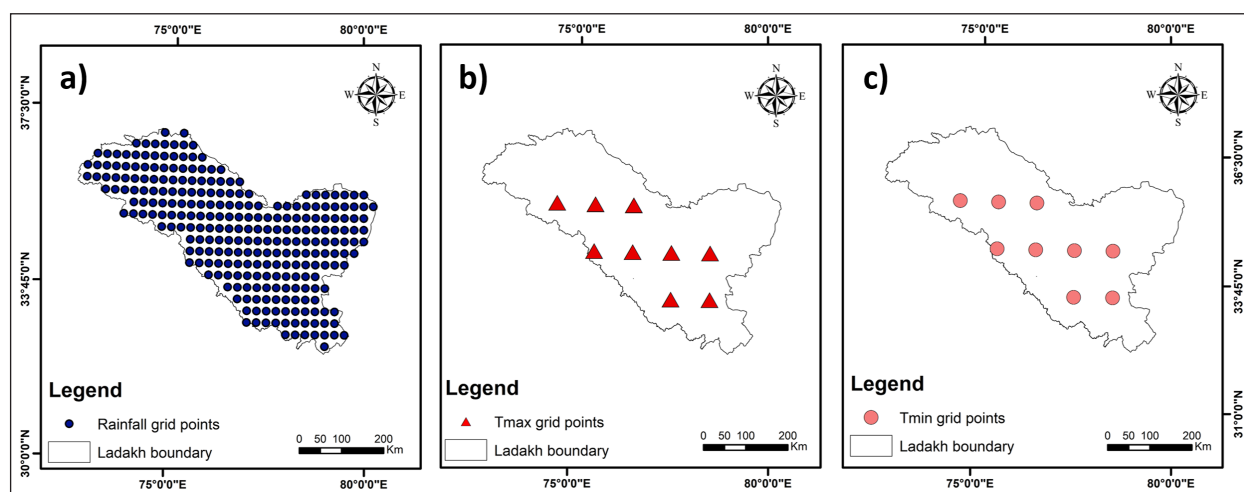 75°0'0"E 80°0'0"E 75°0'0"E 80°0'0"E 75°0'0"E 80°0'0"E
a) b) c)
N N N
W E W E W E
S S S
37°30'0"N
36°30'0"N
33°45'0"N
33°45'0"N
31°0'0"N
30°0'0"N
Legend
Rainfall grid points
Ladakh boundary
0 50 100 200
Km
Legend
Tmax grid points
Ladakh boundary
0 50 100 200
Km
Legend
Tmin grid points
Ladakh boundary
0 50 100 200
Km
75°0'0"E 80°0'0"E 75°0'0"E 80°0'0"E 75°0'0"E 80°0'0"E